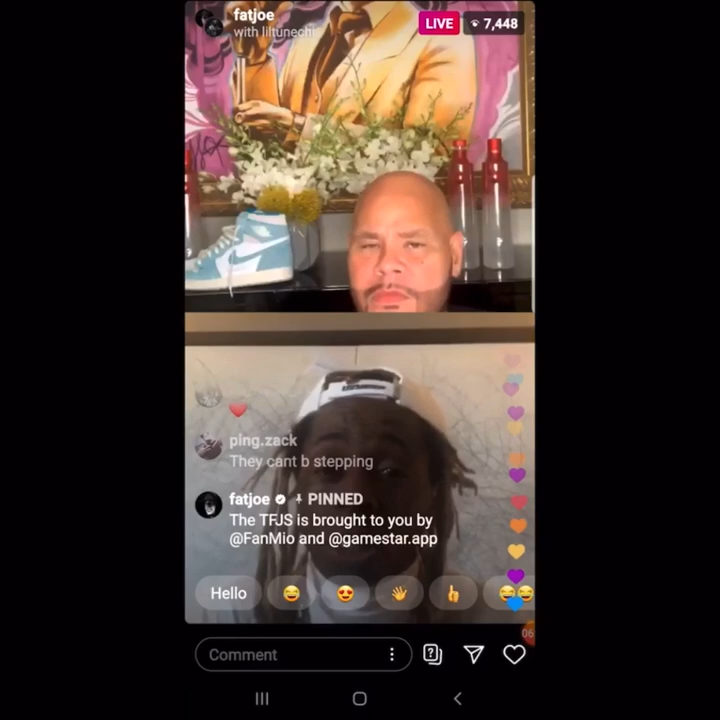 fatjoe
with liltunechi
LIVE
7,448
ping.zack
They cant b stepping
fatjoe PINNED
The TFJS is brought to you by
@FanMio and @gamestar.app
Hello
Comment
06